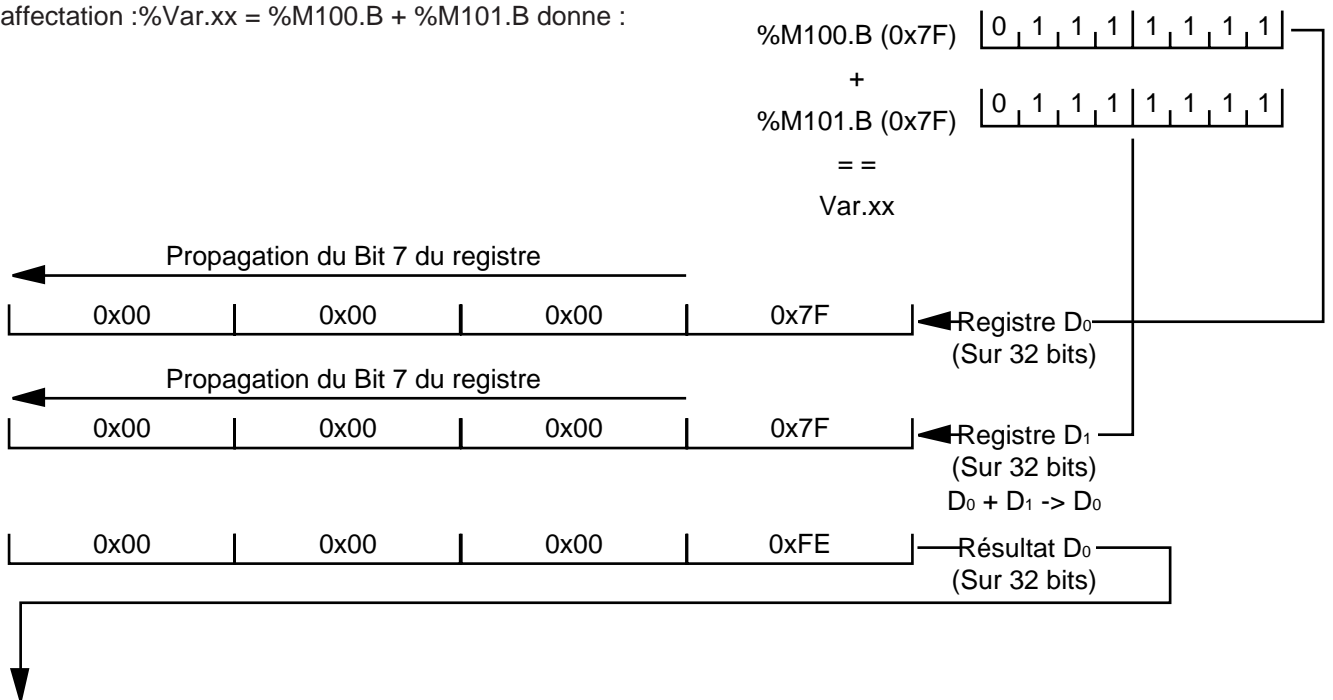 affectation :%Var.xx = %M100.B + %M101.B donne :
%M100.B (0x7F) 0 1 1 1 1 1 1 1
+
%M101.B (0x7F) 0 1 1 1 1 1 1 1
= =
Var.xx
Propagation du Bit 7 du registre
0x00 0x00 0x00 0x7F Registre D0
(Sur 32 bits)
Propagation du Bit 7 du registre
0x00 0x00 0x00 0x7F Registre D1
(Sur 32 bits)
D0 + D1 -> D0
0x00 0x00 0x00 0xFE Résultat D0
(Sur 32 bits)